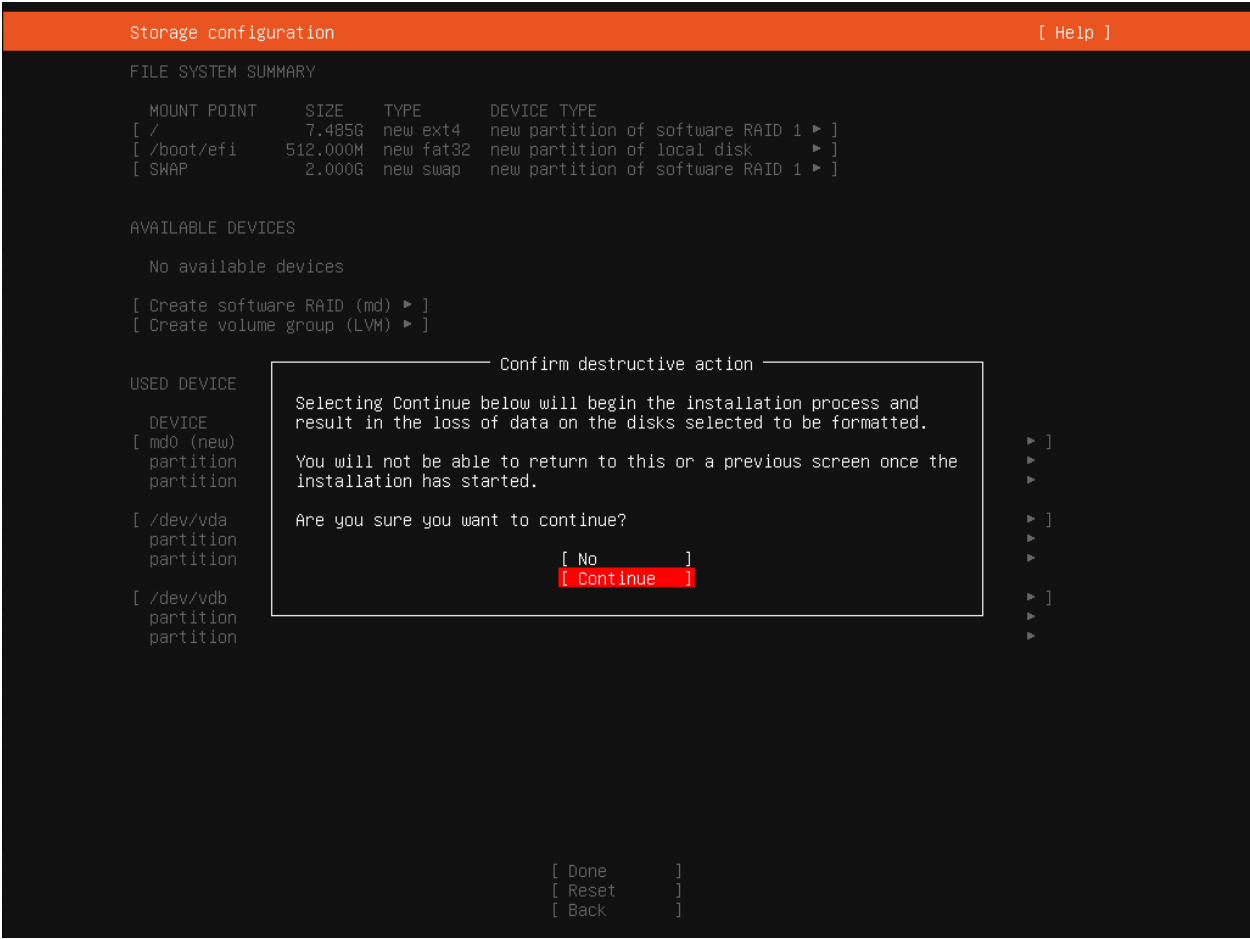 Storage configuration [ Help ]
FILE SYSTEM SUMMARY
MOUNT POINT SIZE TYPE DEVICE TYPE
[ / 7.485G new ext4 new partition of software RAID 1 ▸ ]
[ /boot/efi 512.000M new fat32 new partition of local disk ▸ ]
[ SWAP 2.000G new swap new partition of software RAID 1 ▸ ]
AVAILABLE DEVICES
No available devices
[ Create software RAID (md) ▸ ]
[ Create volume group (LVM) ▸ ]
USED DEVICE
DEVICE
[ md0 (new) ▸ ]
partition ▸
partition ▸
[ /dev/vda ▸ ]
partition ▸
partition ▸
[ /dev/vdb ▸ ]
partition ▸
partition ▸
Confirm destructive action
Selecting Continue below will begin the installation process and
result in the loss of data on the disks selected to be formatted.
You will not be able to return to this or a previous screen once the
installation has started.
Are you sure you want to continue?
[ No ]
[ Continue ]
[ Done ]
[ Reset ]
[ Back ]